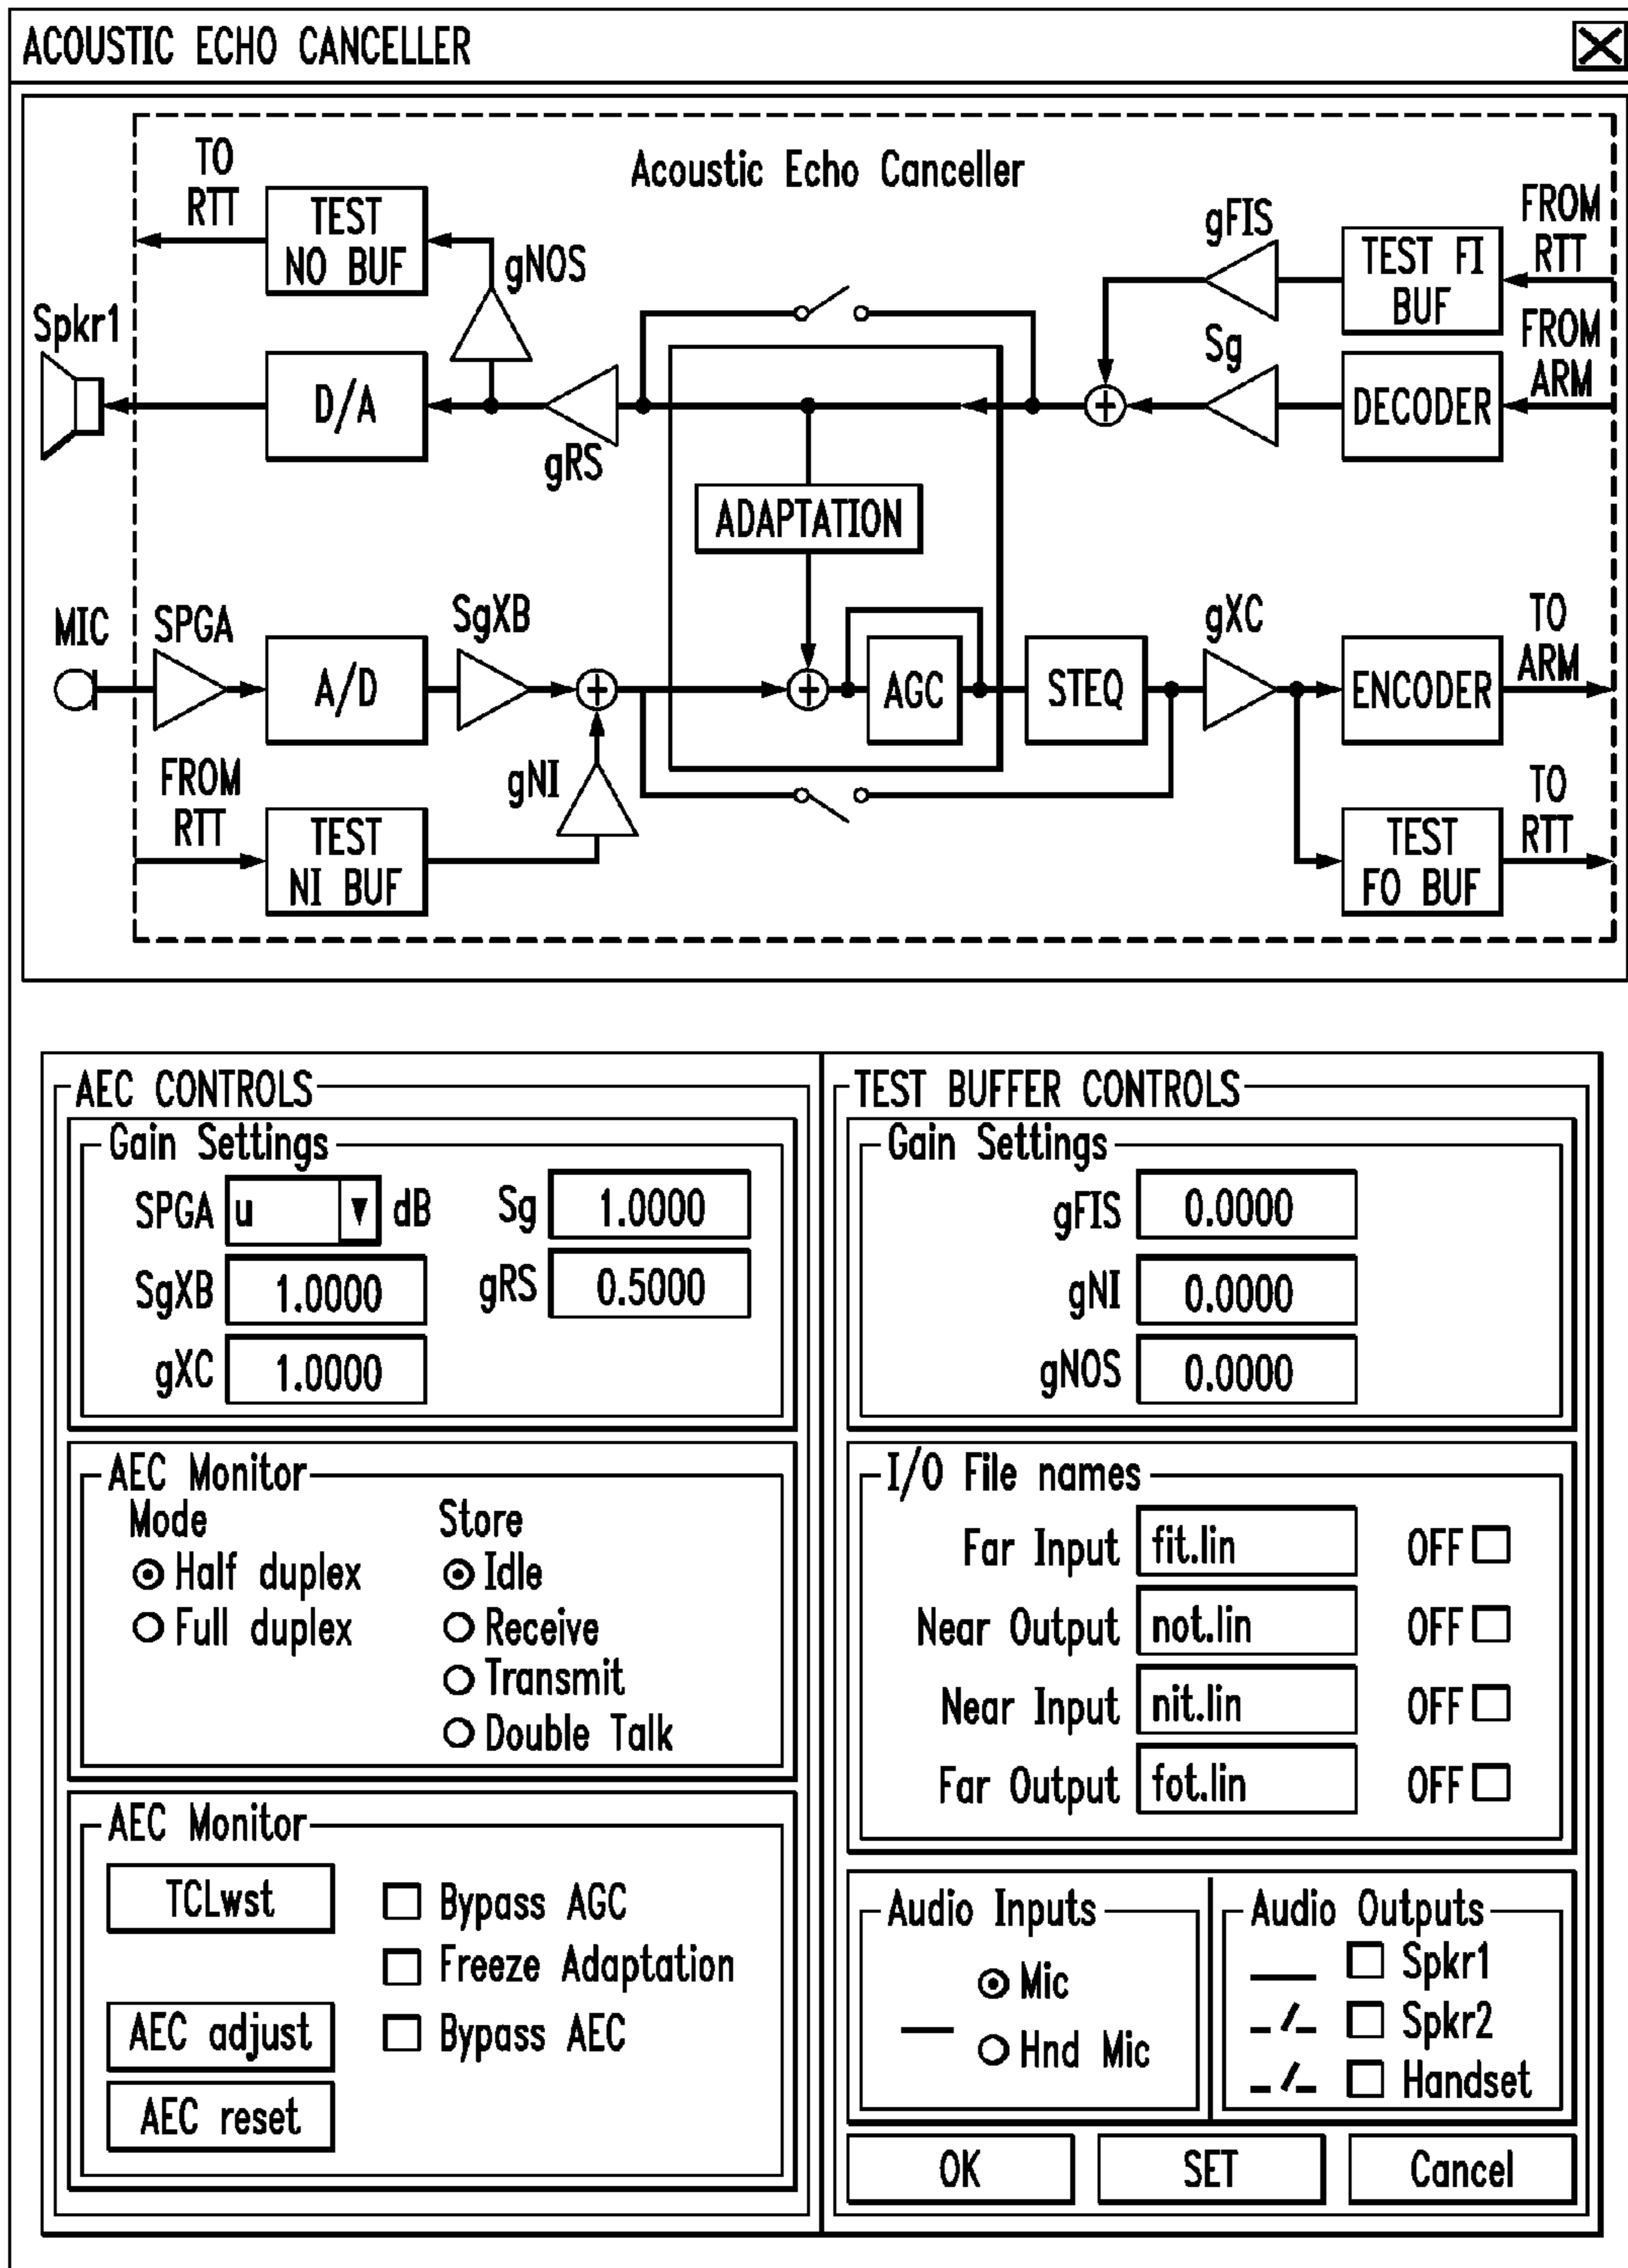 ACOUSTIC ECHO CANCELLER
Acoustic Echo Canceller
TO
RTT
TEST
NO BUF
gNOS
gFIS
TEST FI
BUF
FROM
RTT
Spkr1
D/A
gRS
Sg
DECODER
FROM
ARM
ADAPTATION
MIC
SPGA
A/D
SgXB
AGC
STEQ
gXC
ENCODER
TO
ARM
FROM
RTT
TEST
NI BUF
gNI
TEST
FO BUF
TO
RTT
AEC CONTROLS
Gain Settings
SPGA u dB
Sg 1.0000
SgXB 1.0000
gRS 0.5000
gXC 1.0000
AEC Monitor
Mode
Half duplex
Full duplex
Store
Idle
Receive
Transmit
Double Talk
AEC Monitor
TCLwst
AEC adjust
AEC reset
Bypass AGC
Freeze Adaptation
Bypass AEC
TEST BUFFER CONTROLS
Gain Settings
gFIS 0.0000
gNI 0.0000
gNOS 0.0000
I/O File names
Far Input fit.lin OFF
Near Output not.lin OFF
Near Input nit.lin OFF
Far Output fot.lin OFF
Audio Inputs
Mic
Hnd Mic
Audio Outputs
Spkr1
Spkr2
Handset
OK SET Cancel